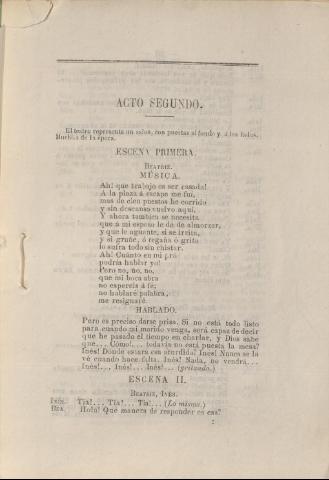 ACTO SEGUNDO.
El teatro representa un salon, con puertas al fondo y á los lados.
Muebles de la época.
ESCENA PRIMERA.
BEATRIZ.
MÚSICA.
Ah! que trabajo es ser casada!
A la plaza á escape me fuí,
mas de cien puestos he corrido
y sin descanso vuelvo aquí.
Y ahora tambien se necesita
que á mi esposo le dé de almorzar,
y que le aguante, si se irrita,
y si gruñe, ó regaña ó grita
lo sufra todo sin chistar.
Ah! Cuánto en mi pró
podria hablar yo!
Pero no, no, no,
que mi boca abra
no espereis á fé;
no hablaré palabra,
me resignaré.
HABLADO.
Pero es preciso darse prisa. Si no está todo listo
para cuando mi marido venga, será capaz de decir
que he pasado el tiempo en charlar, y Dios sabe
que.... Cómo!... todavía no está puesta la mesa?
Inés! Dónde estará esa aturdida! Inés! Nunca se la
vé cuando hace falta. Inés! Nada, no vendrá...
Inés!... Inés!... Inés!... (gritando.)
ESCENA II.
BEATRIZ, INÉS.
INÉS. Tia!... Tia!... Tia!... (Lo mismo.)
BEA. Hola! Qué manera de responder es esa?